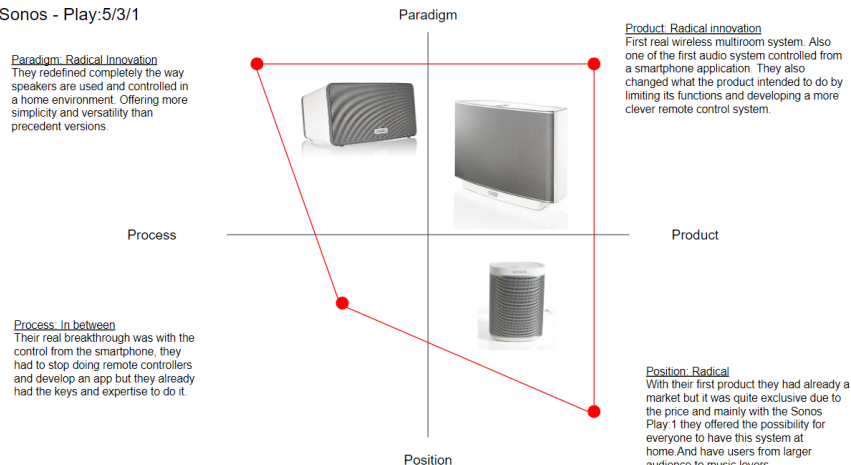 Sonos - Play:5/3/1
Paradigm
Paradigm: Radical Innovation
They redefined completely the way
speakers are used and controlled in
a home environment. Offering more
simplicity and versatility than
precedent versions.
Product: Radical innovation
First real wireless multiroom system. Also
one of the first audio system controlled from
a smartphone application. They also
changed what the product intended to do by
limiting its functions and developing a more
clever remote control system.
Process
Product
SONOS
Process: In between
Their real breakthrough was with the
control from the smartphone, they
had to stop doing remote controllers
and develop an app but they already
had the keys and expertise to do it.
Position: Radical
With their first product they had already a
market but it was quite exclusive due to
the price and mainly with the Sonos
Play:1 they offered the possibility for
everyone to have this system at
home.And have users from larger
audience to music lovers
Position